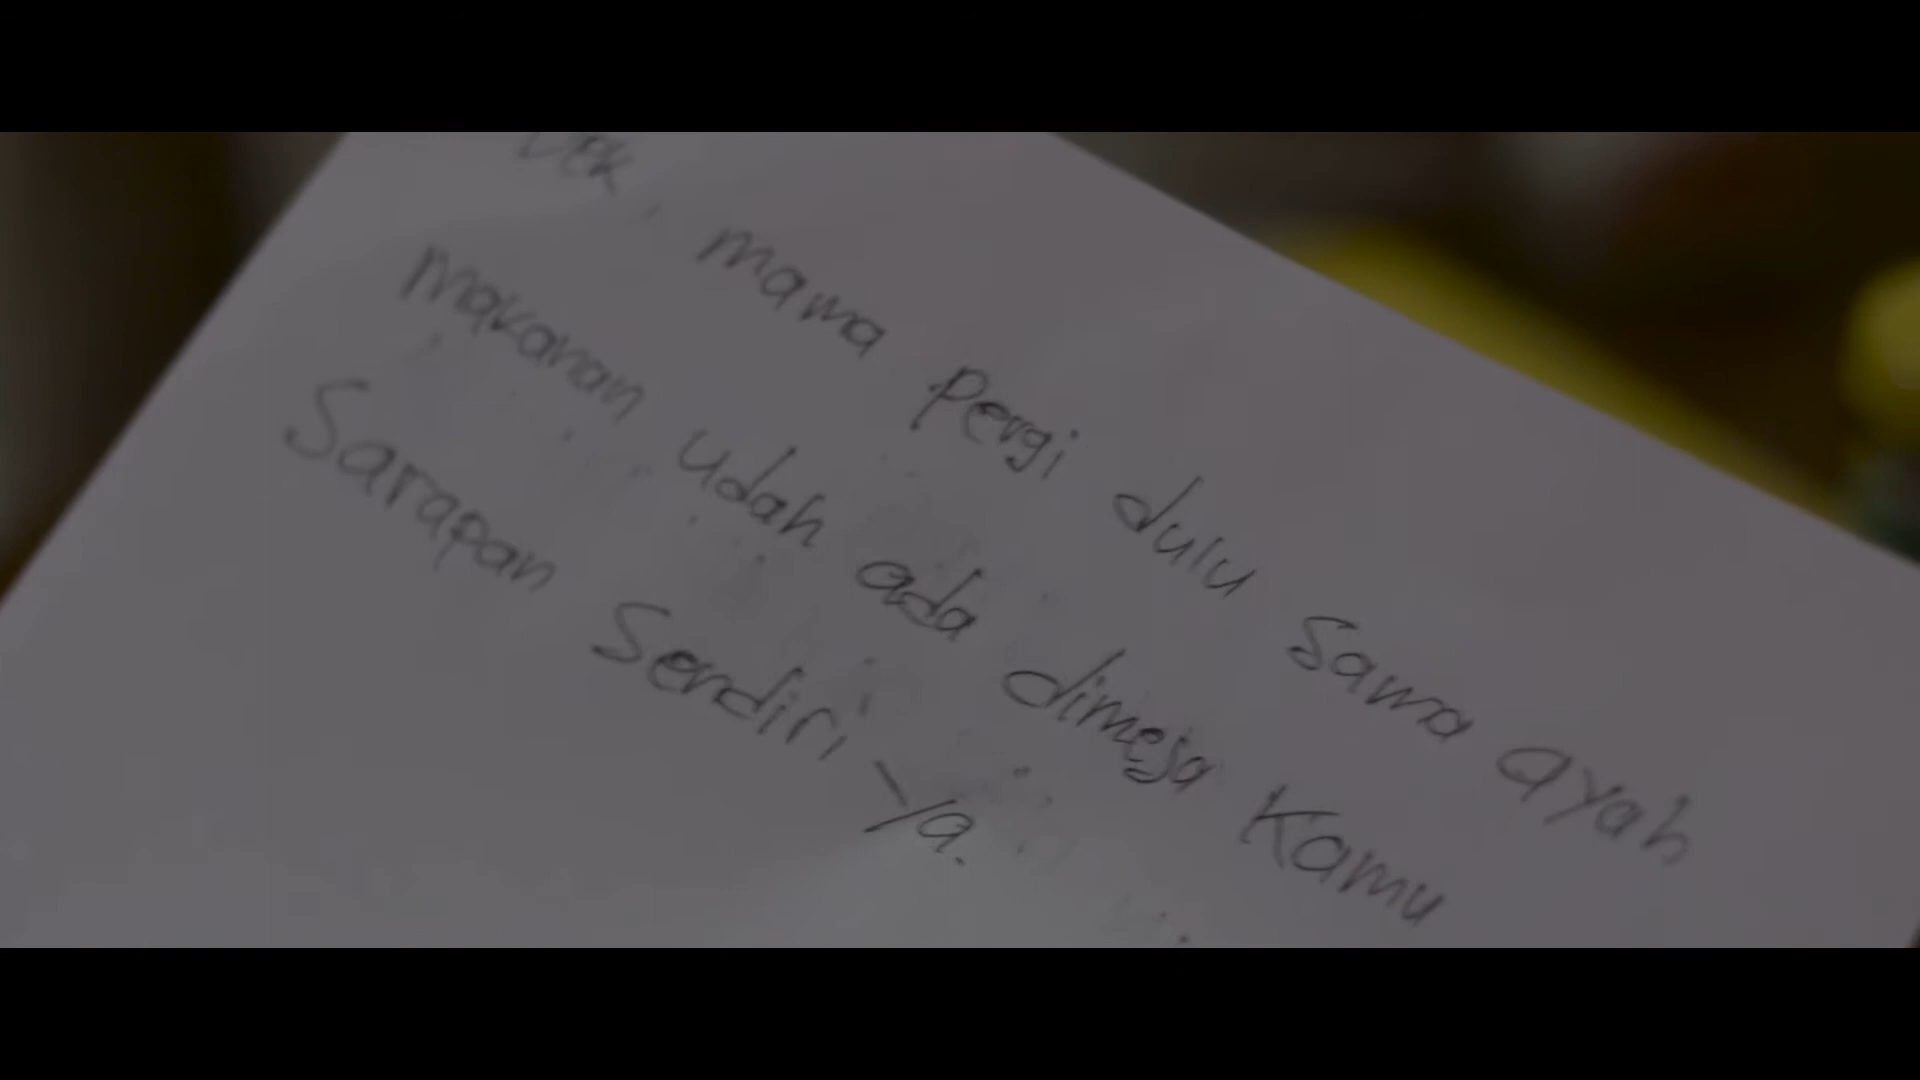 Dek, mama pergi dulu sama ayah
makanan udah ada dimeja Kamu
Sarapan Sendiri Ya.